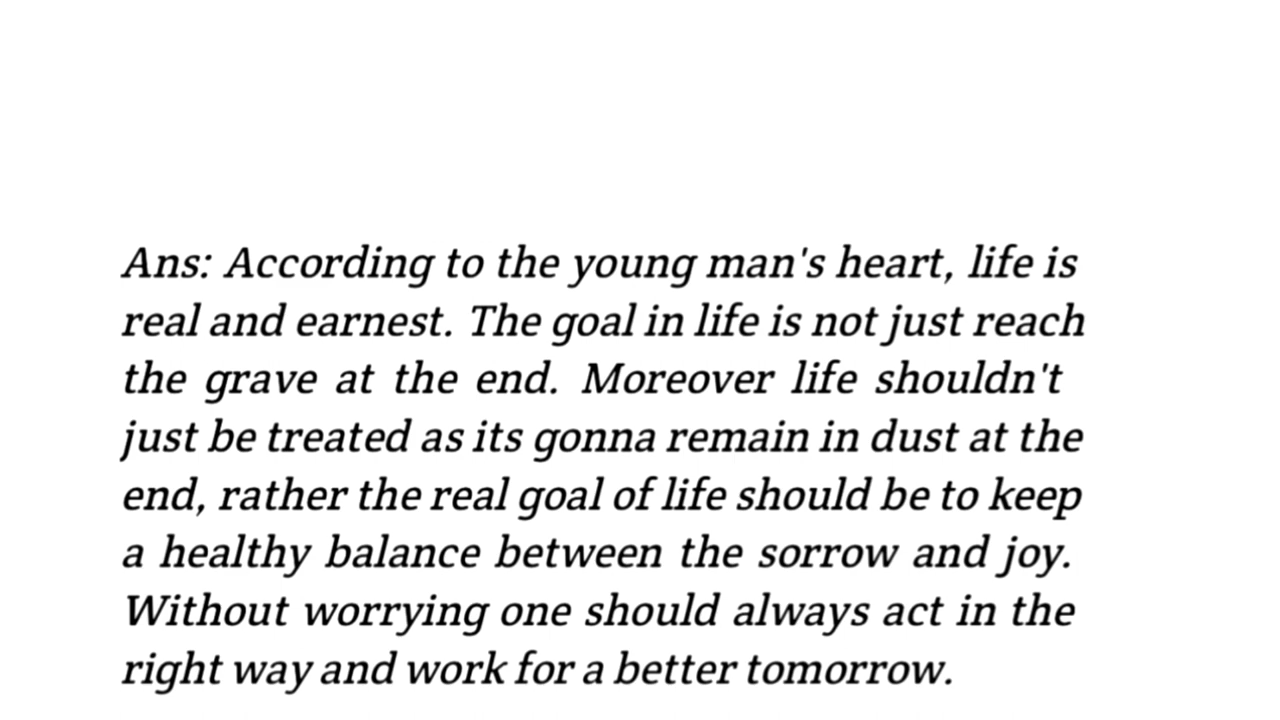 Ans: According to the young man's heart, life is
real and earnest. The goal in life is not just reach
the grave at the end. Moreover life shouldn't
just be treated as its gonna remain in dust at the
end, rather the real goal of life should be to keep
a healthy balance between the sorrow and joy.
Without worrying one should always act in the
right way and work for a better tomorrow.